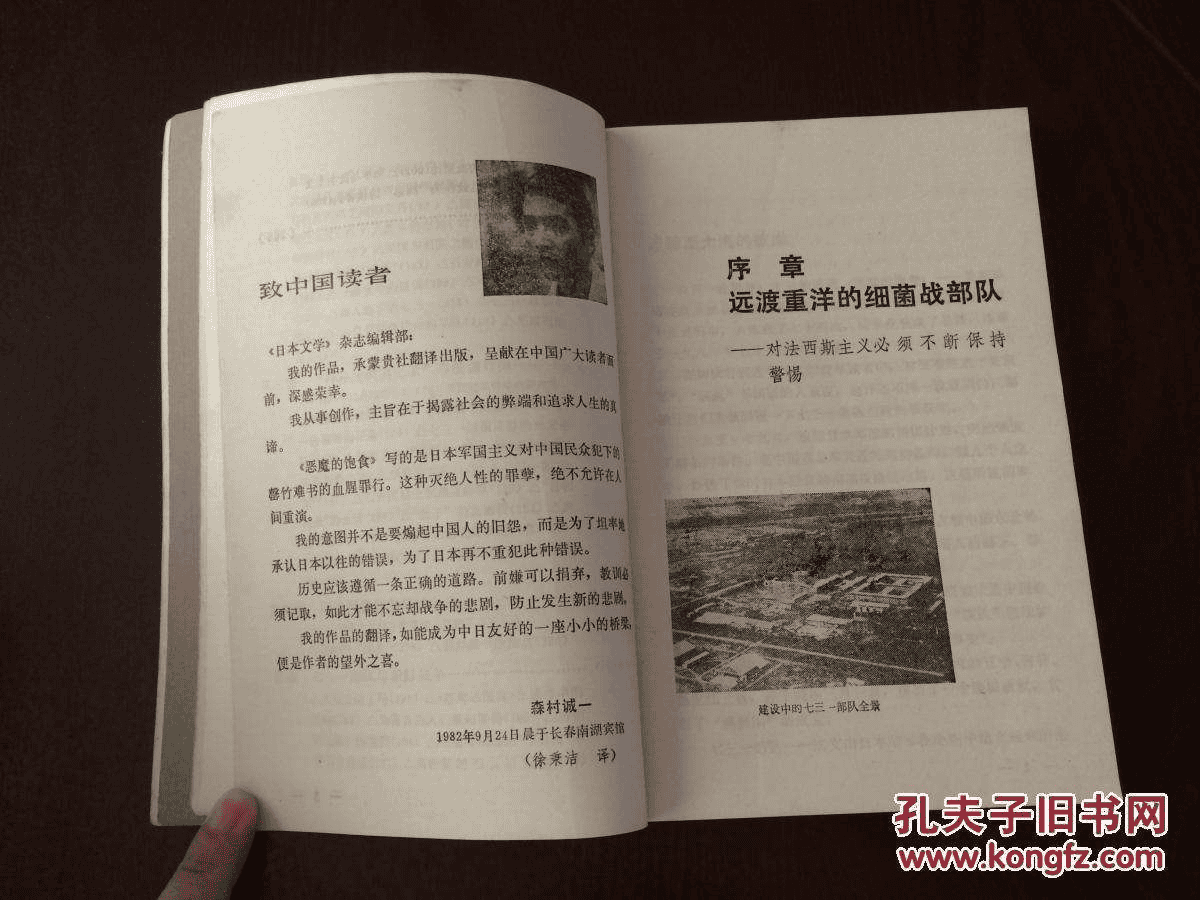 致中国读者
《日本文学》杂志编辑部:
我的作品,承蒙贵社翻译出版,呈献在中国广大读者面
前,深感荣幸。
我从事创作,主旨在于揭露社会的弊端和追求人生的真
谛。
《恶魔的饱食》写的是日本军国主义对中国民众犯下的
罄竹难书的血腥罪行。这种灭绝人性的罪孽,绝不允许在人
间重演。
我的意图并不是要煽起中国人的旧怨,而是为了坦率地
承认日本以往的错误,为了日本再不重犯此种错误。
历史应该遵循一条正确的道路。前嫌可以捐弃,教训必
须记取,如此才能不忘却战争的悲剧,防止发生新的悲剧。
我的作品的翻译,如能成为中日友好的一座小小的桥梁,
便是作者的望外之喜。
森村诚一
1982年9月24日晨于长春南湖宾馆
(徐秉洁 译)
序 章
远渡重洋的细菌战部队
——对法西斯主义必须不断保持
警惕
建设中的七三一部队全景
孔夫子旧书网
www.kongfz.com